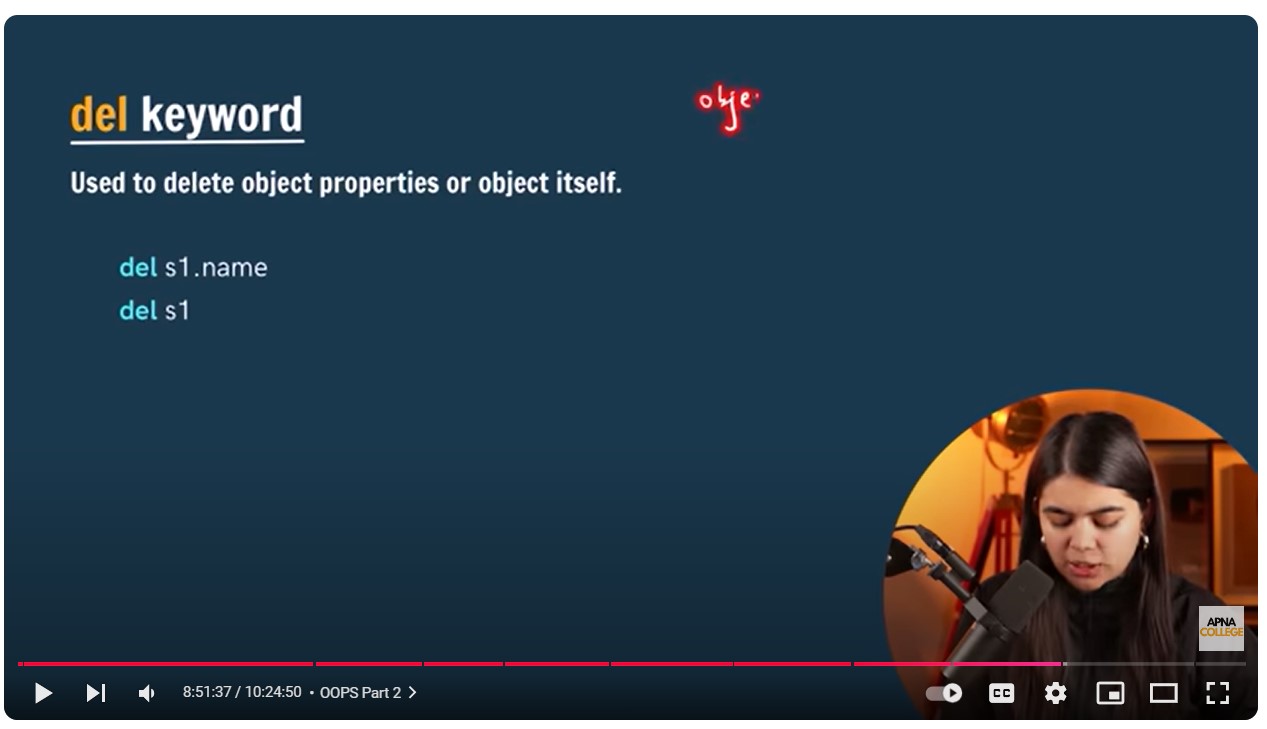 obje
del keyword
Used to delete object properties or object itself.
del s1.name
del s1
APNA
COLLEGE
8:51:37 / 10:24:50 • OOPS Part 2
CC